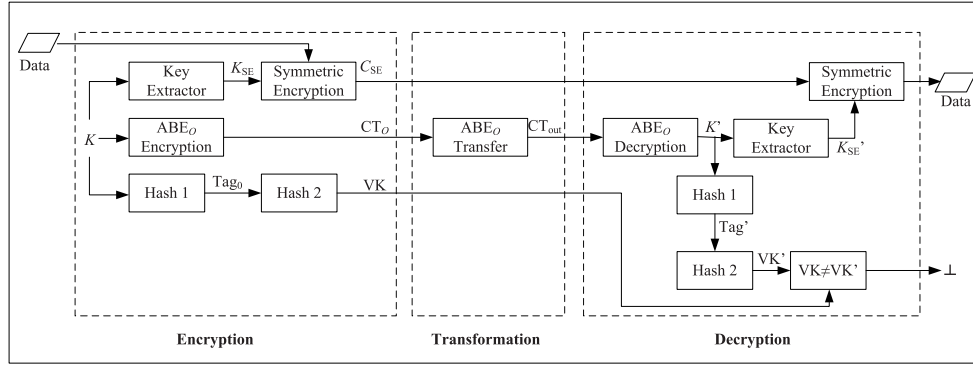 Data
Key
Extractor
K_SE
Symmetric
Encryption
C_SE
Symmetric
Encryption
Data
K
ABE_O
Encryption
CT_O
ABE_O
Transfer
CT_out
ABE_O
Decryption
K’
Key
Extractor
K_SE’
Hash 1
Tag_0
Hash 2
VK
Hash 1
Tag’
Hash 2
VK’
VK≠VK’
⊥
Encryption
Transformation
Decryption